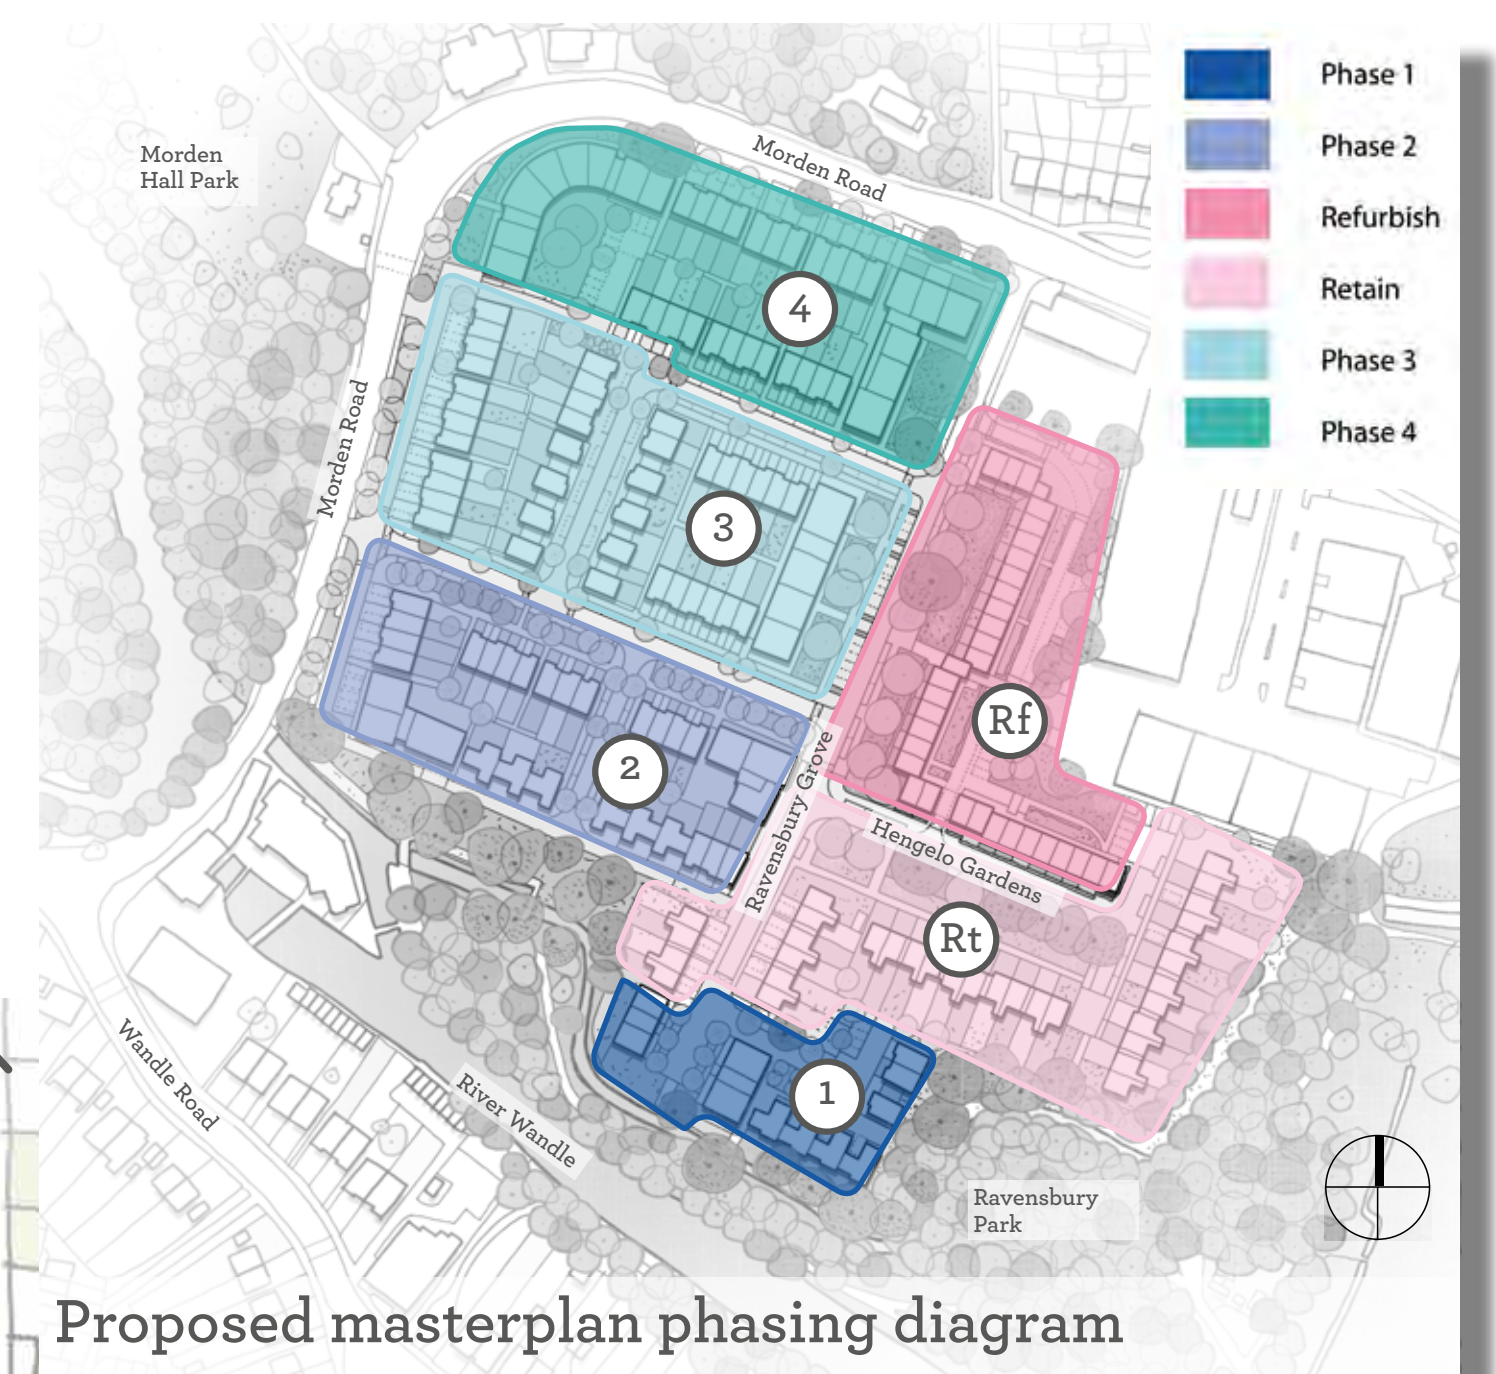 Phase 1
Phase 2
Refurbish
Retain
Phase 3
Phase 4
Morden
Hall Park
Morden Road
Morden Road
4
3
Rf
2
Ravensbury Grove
Hengelo Gardens
Rt
1
Wandle Road
River Wandle
Ravensbury
Park
Proposed masterplan phasing diagram